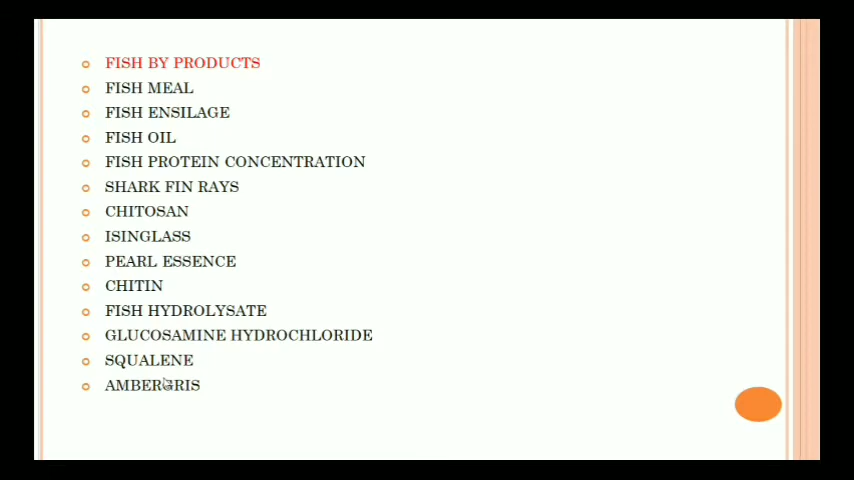 FISH BY PRODUCTS
FISH MEAL
FISH ENSILAGE
FISH OIL
FISH PROTEIN CONCENTRATION
SHARK FIN RAYS
CHITOSAN
ISINGLASS
PEARL ESSENCE
CHITIN
FISH HYDROLYSATE
GLUCOSAMINE HYDROCHLORIDE
SQUALENE
AMBERGRIS